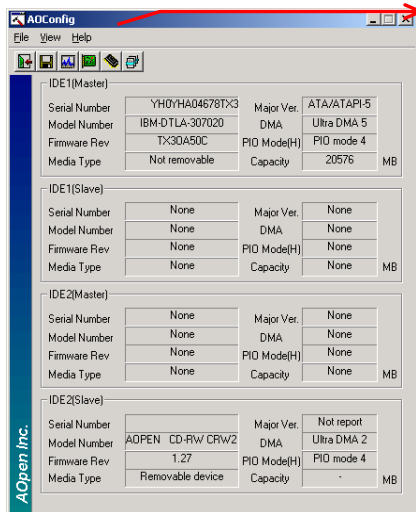 AOConfig
File View Help
IDE1(Master)
Serial Number YH0YHA04678TX3 Major Ver. ATA/ATAPI-5
Model Number IBM-DTLA-307020 DMA Ultra DMA 5
Firmware Rev TX3OA50C PIO Mode(H) PIO mode 4
Media Type Not removable Capacity 20576 MB
IDE1(Slave)
Serial Number None Major Ver. None
Model Number None DMA None
Firmware Rev None PIO Mode(H) None
Media Type None Capacity None MB
IDE2(Master)
Serial Number None Major Ver. None
Model Number None DMA None
Firmware Rev None PIO Mode(H) None
Media Type None Capacity None MB
IDE2(Slave)
Serial Number Major Ver. Not report
Model Number AOPEN CD-RW CRW2 DMA Ultra DMA 2
Firmware Rev 1.27 PIO Mode(H) PIO mode 4
Media Type Removable device Capacity - MB
AOpen Inc.